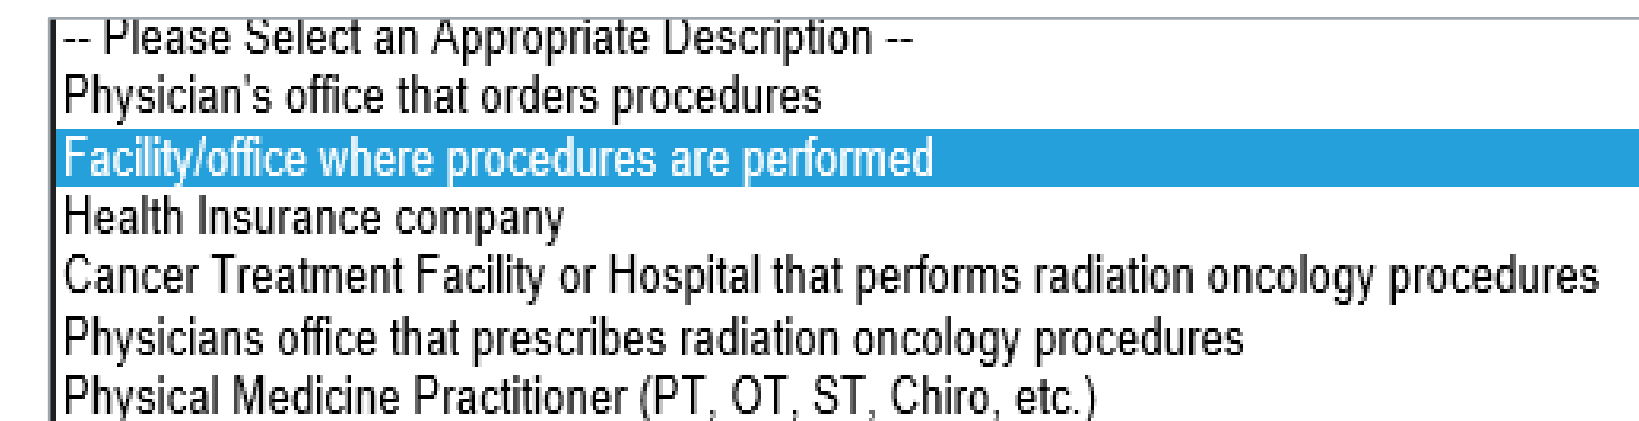 -- Please Select an Appropriate Description --
Physician's office that orders procedures
Facility/office where procedures are performed
Health Insurance company
Cancer Treatment Facility or Hospital that performs radiation oncology procedures
Physicians office that prescribes radiation oncology procedures
Physical Medicine Practitioner (PT, OT, ST, Chiro, etc.)